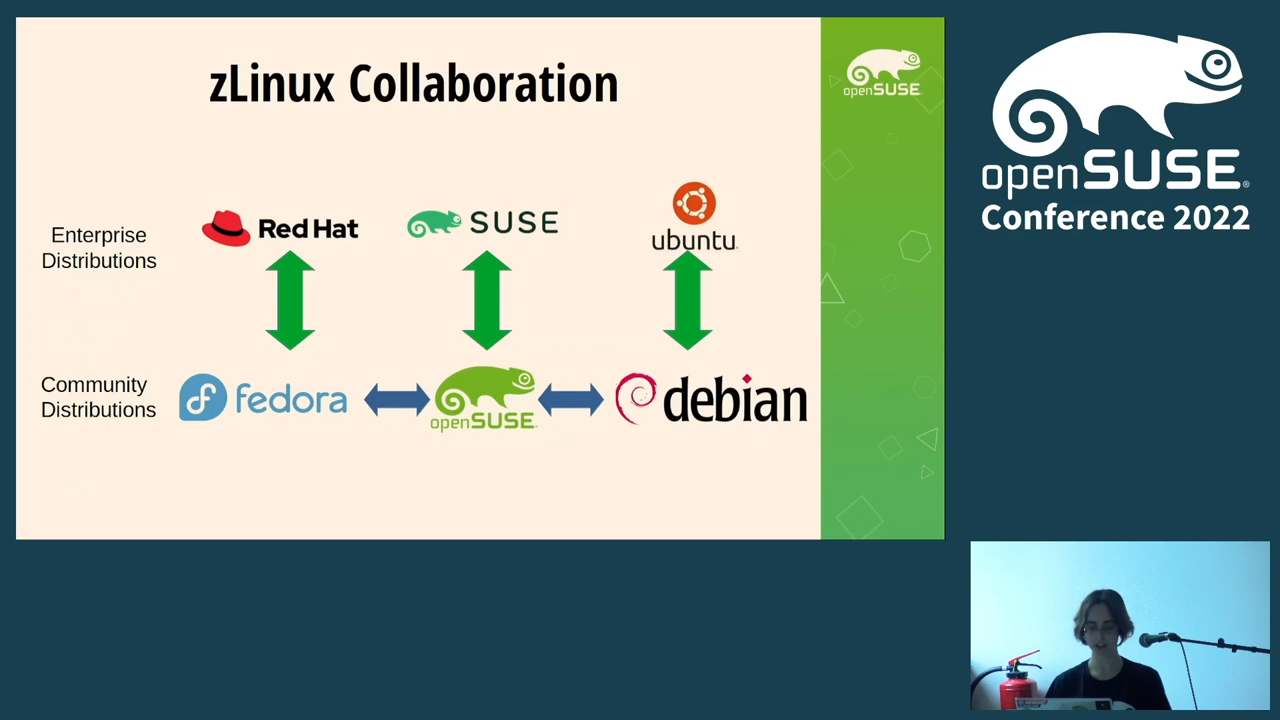 zLinux Collaboration
openSUSE
Enterprise
Distributions
Red Hat
SUSE
ubuntu
Community
Distributions
fedora
openSUSE
debian
openSUSE
Conference 2022